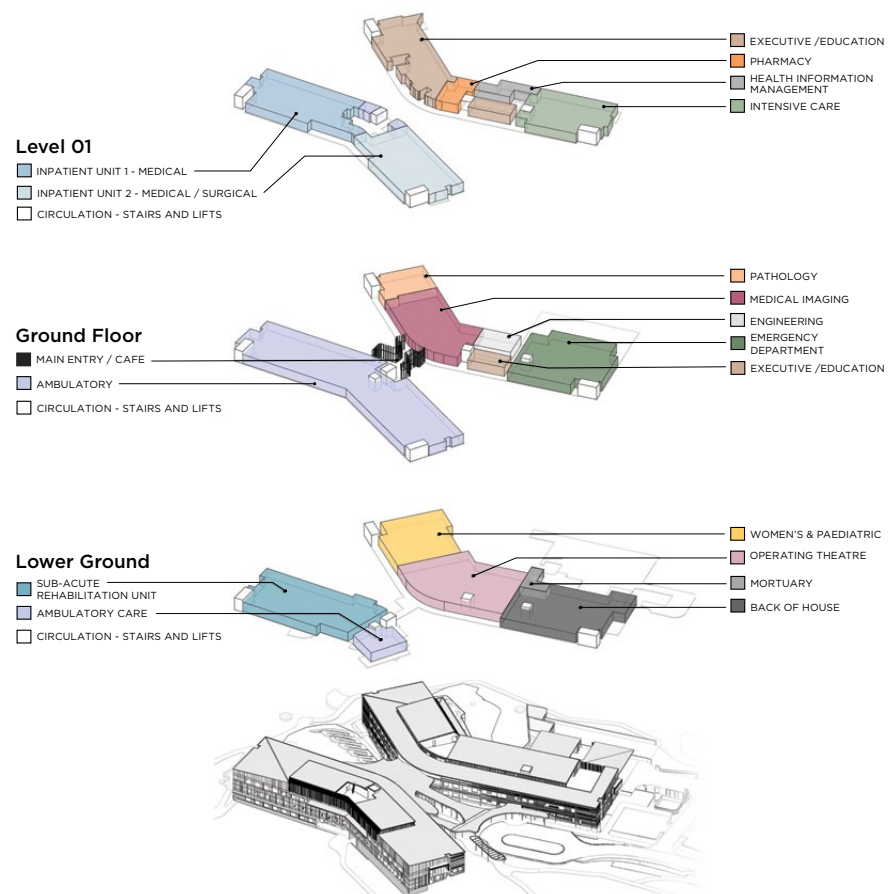 EXECUTIVE /EDUCATION
PHARMACY
HEALTH INFORMATION
MANAGEMENT
INTENSIVE CARE
Level 01
INPATIENT UNIT 1 - MEDICAL
INPATIENT UNIT 2 - MEDICAL / SURGICAL
CIRCULATION - STAIRS AND LIFTS
PATHOLOGY
MEDICAL IMAGING
ENGINEERING
EMERGENCY
DEPARTMENT
EXECUTIVE /EDUCATION
Ground Floor
MAIN ENTRY / CAFE
AMBULATORY
CIRCULATION - STAIRS AND LIFTS
WOMEN'S & PAEDIATRIC
OPERATING THEATRE
MORTUARY
BACK OF HOUSE
Lower Ground
SUB-ACUTE
REHABILITATION UNIT
AMBULATORY CARE
CIRCULATION - STAIRS AND LIFTS